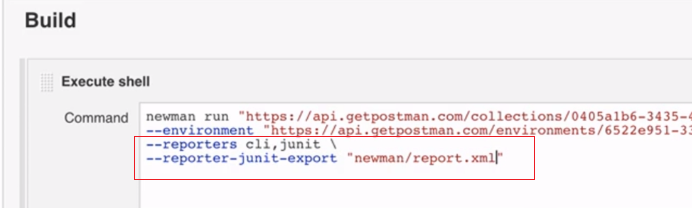 Build
Execute shell
Command
newman run "https://api.getpostman.com/collections/0405a1b6-3435-4
--environment "https://api.getpostman.com/environments/6522e951-33
--reporters cli,junit \
--reporter-junit-export "newman/report.xml"